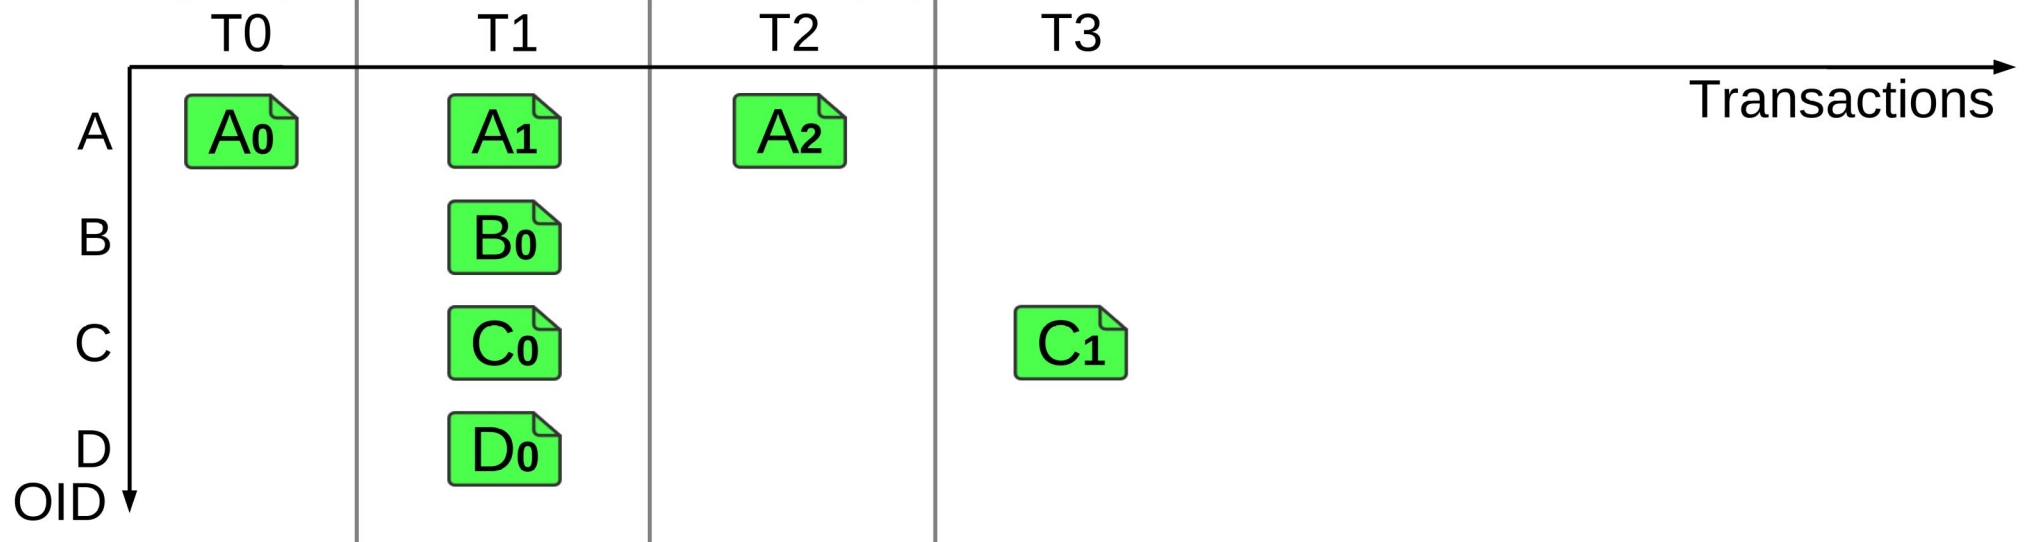 T0 T1 T2 T3
Transactions
A A0 A1 A2
B B0
C C0 C1
D D0
OID